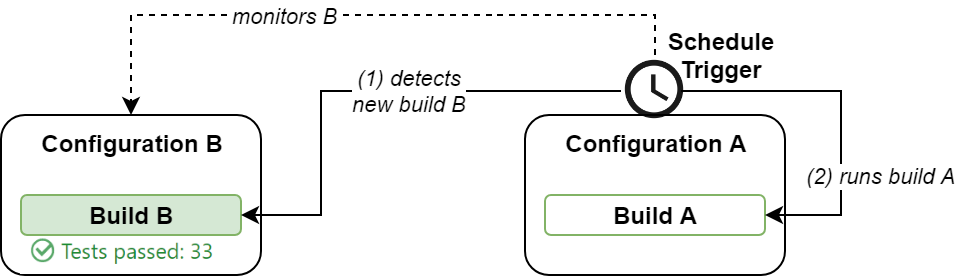 monitors B
Schedule
Trigger
(1) detects
new build B
Configuration B
Configuration A
(2) runs build A
Build B
Build A
Tests passed: 33